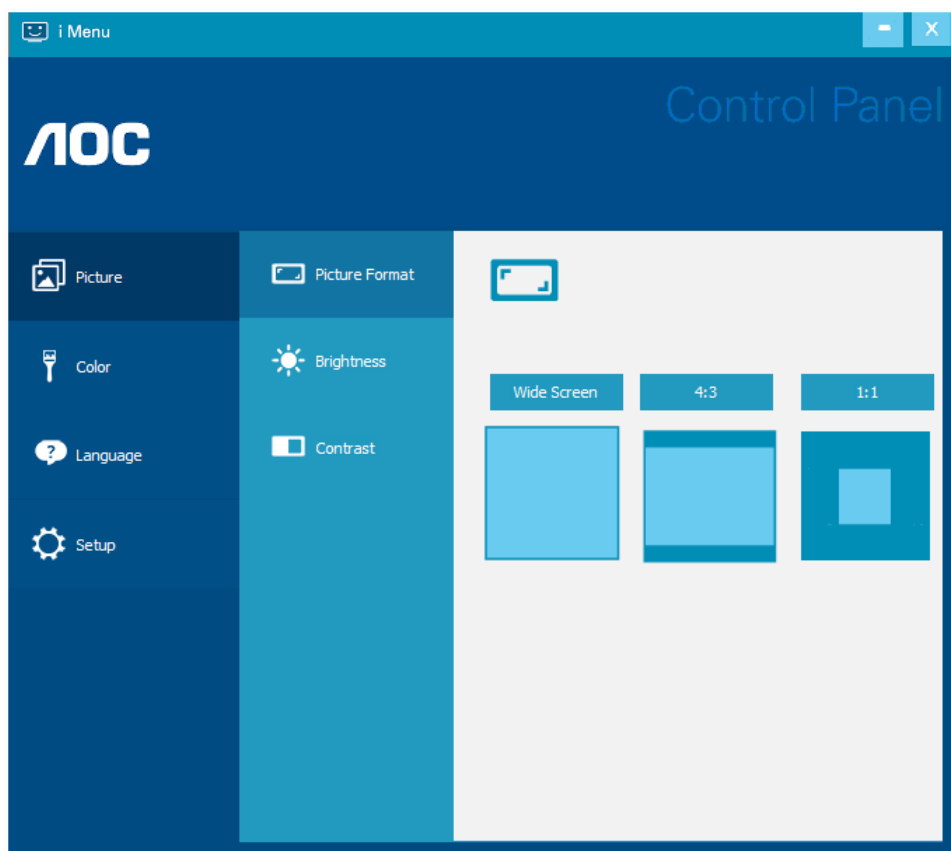 i Menu
Control Panel
AOC
Picture
Color
Language
Setup
Picture Format
Brightness
Contrast
Wide Screen
4:3
1:1